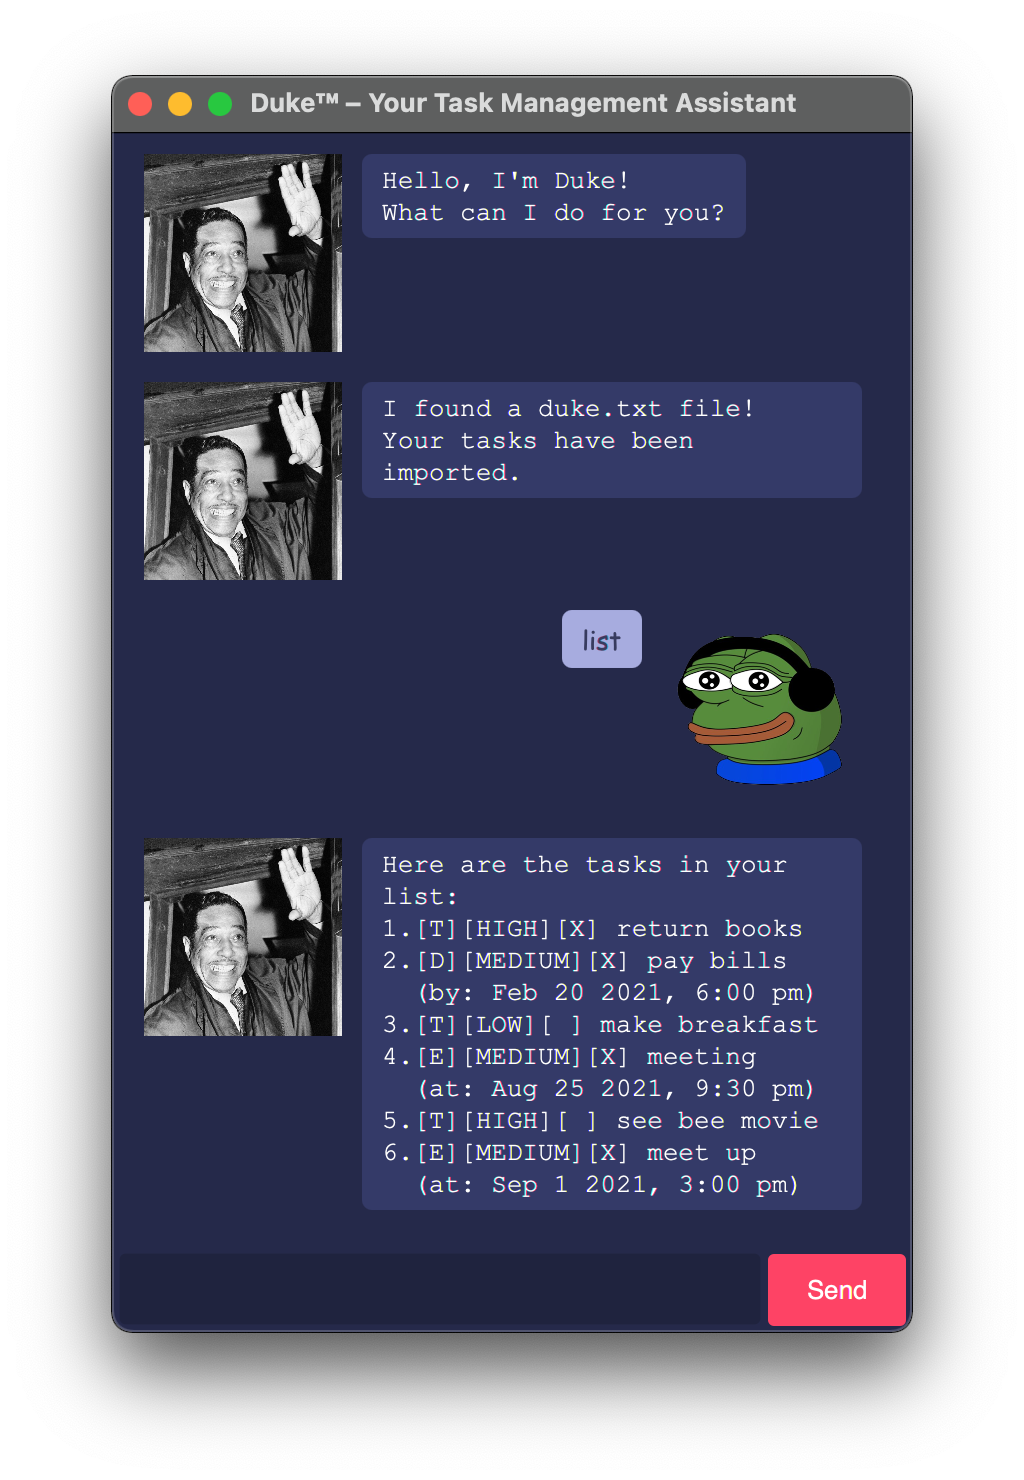 Duke™ – Your Task Management Assistant
Hello, I'm Duke!
What can I do for you?
I found a duke.txt file!
Your tasks have been
imported.
list
Here are the tasks in your
list:
1.[T][HIGH][X] return books
2.[D][MEDIUM][X] pay bills
(by: Feb 20 2021, 6:00 pm)
3.[T][LOW][ ] make breakfast
4.[E][MEDIUM][X] meeting
(at: Aug 25 2021, 9:30 pm)
5.[T][HIGH][ ] see bee movie
6.[E][MEDIUM][X] meet up
(at: Sep 1 2021, 3:00 pm)
Send